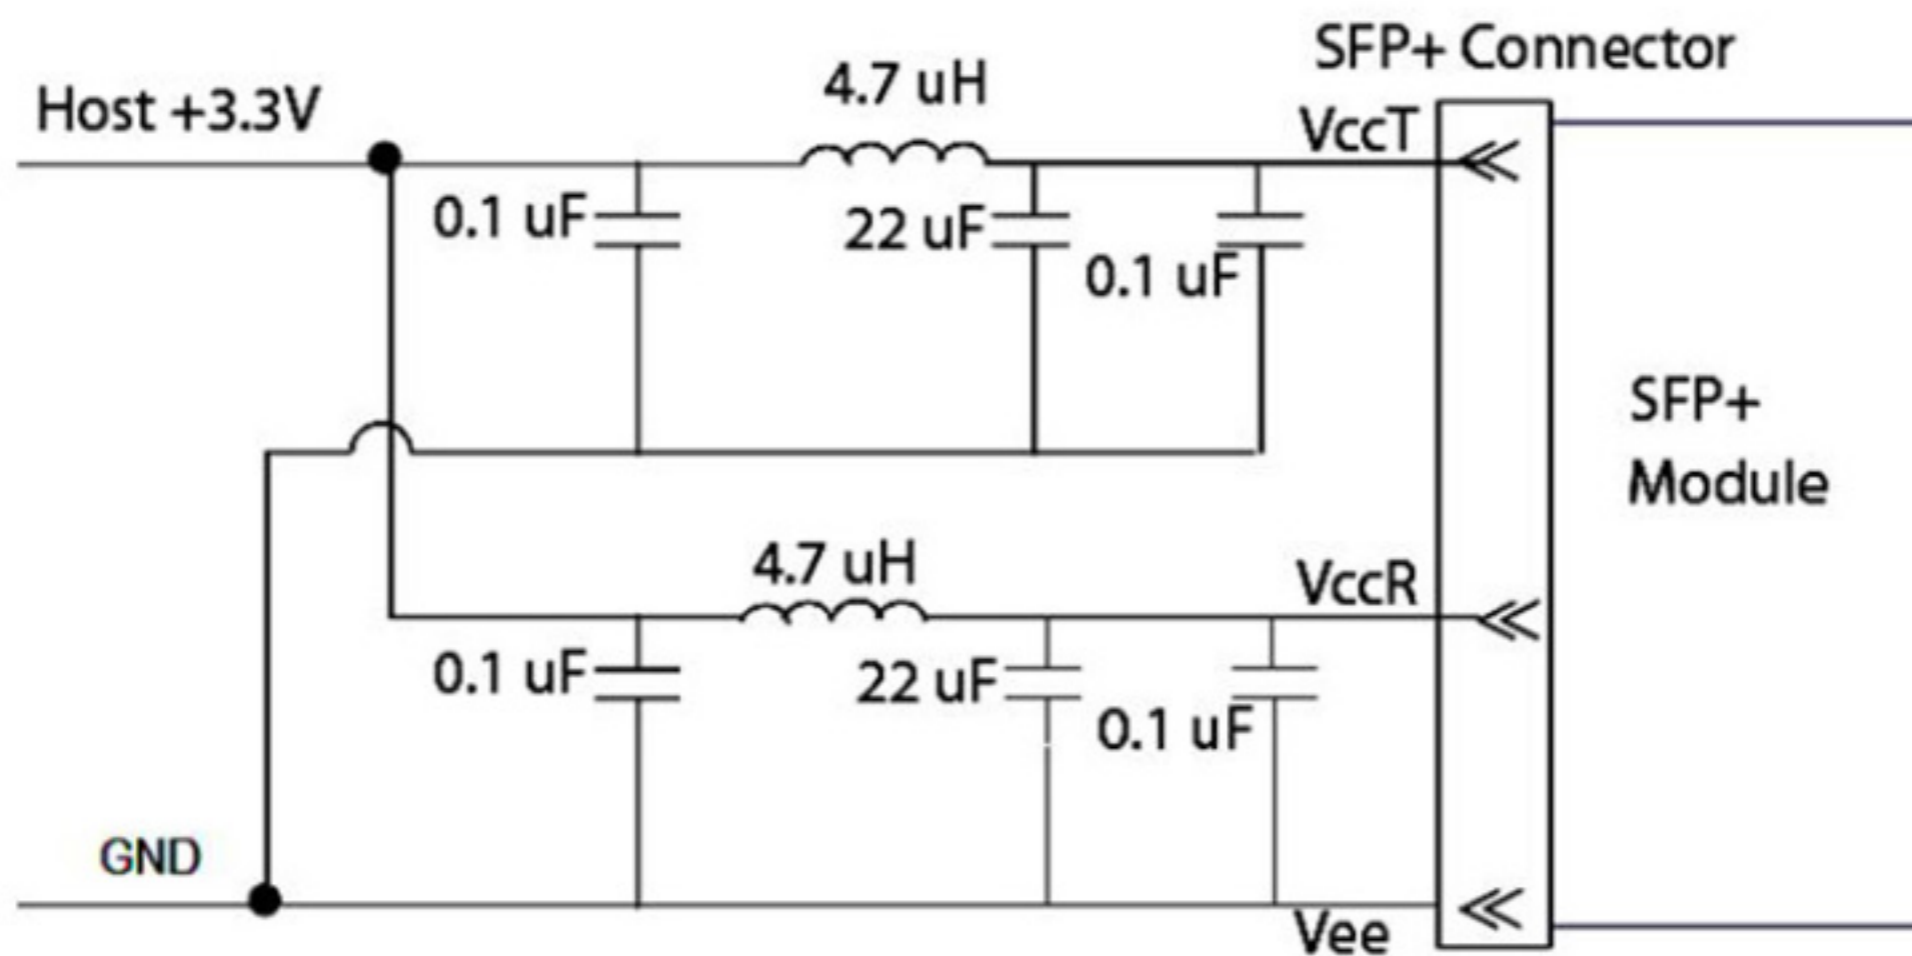 SFP+ Connector
4.7 uH
Host +3.3V
VccT
0.1 uF
22 uF
0.1 uF
SFP+
Module
4.7 uH
VccR
0.1 uF
22 uF
0.1 uF
GND
Vee